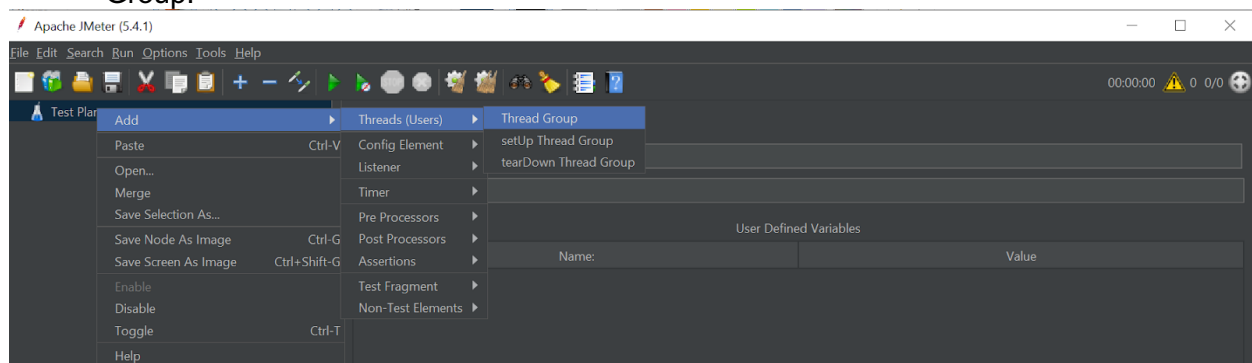 Group.
Apache JMeter (5.4.1)
File Edit Search Run Options Tools Help
00:00:00 0 0/0
Test Plan
Add
Paste Ctrl-V
Open...
Merge
Save Selection As...
Save Node As Image Ctrl-G
Save Screen As Image Ctrl+Shift-G
Enable
Disable
Toggle Ctrl-T
Help
Threads (Users)
Config Element
Listener
Timer
Pre Processors
Post Processors
Assertions
Test Fragment
Non-Test Elements
Thread Group
setUp Thread Group
tearDown Thread Group
User Defined Variables
Name: Value